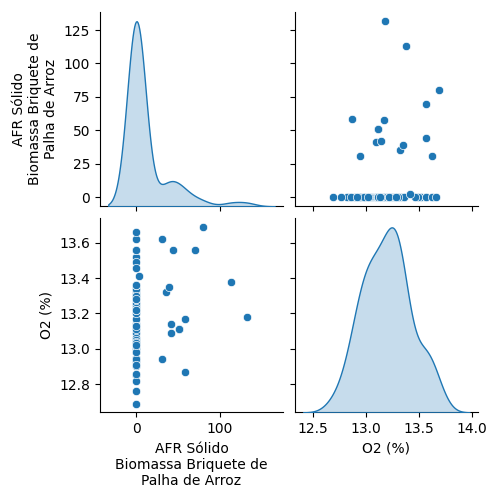 AFR Sólido
Biomassa Briquete de
Palha de Arroz
125
100
75
50
25
0
O2 (%)
13.6
13.4
13.2
13.0
12.8
0
100
AFR Sólido
Biomassa Briquete de
Palha de Arroz
12.5
13.0
13.5
14.0
O2 (%)